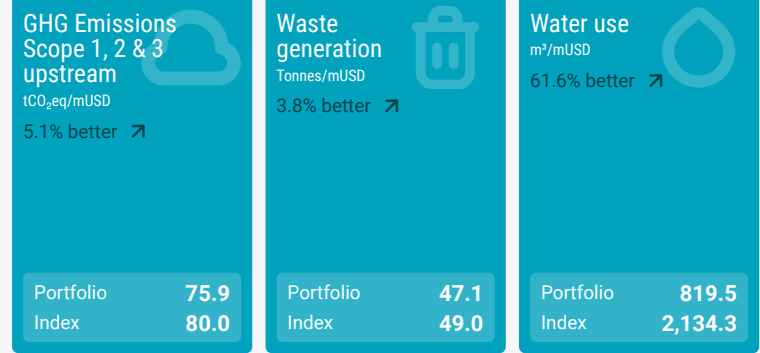 GHG Emissions
Scope 1, 2 & 3
upstream
tCO₂eq/mUSD
5.1% better
Portfolio 75.9
Index 80.0
Waste
generation
Tonnes/mUSD
3.8% better
Portfolio 47.1
Index 49.0
Water use
m³/mUSD
61.6% better
Portfolio 819.5
Index 2,134.3